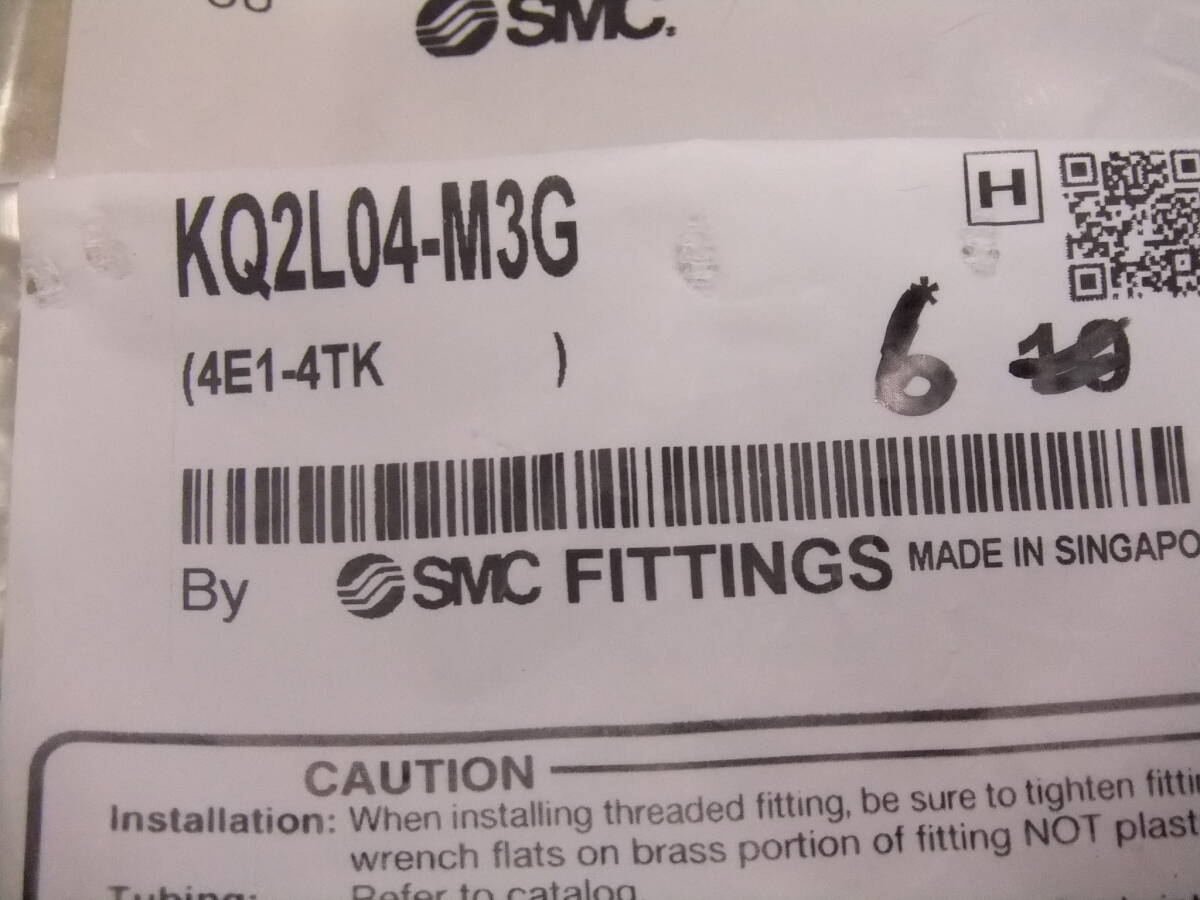 SMC.
KQ2L04-M3G
H
(4E1-4TK )
* 6 10
By SMC FITTINGS MADE IN SINGAPO
CAUTION
Installation: When installing threaded fitting, be sure to tighten fitti
wrench flats on brass portion of fitting NOT plast
Tubing: Refer to catalog